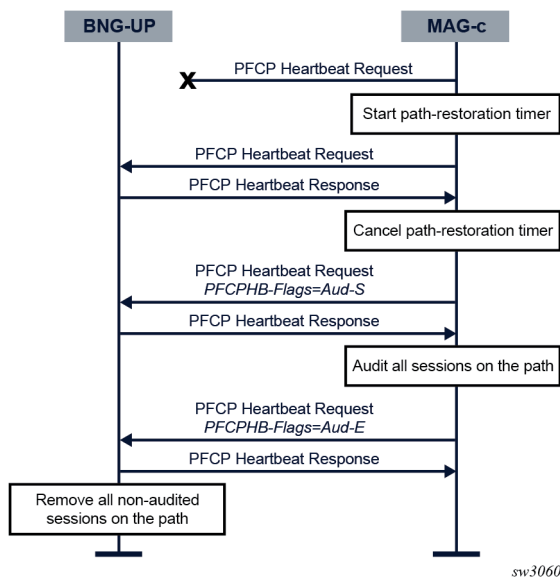 BNG-UP
MAG-c
PFCP Heartbeat Request
X
Start path-restoration timer
PFCP Heartbeat Request
PFCP Heartbeat Response
Cancel path-restoration timer
PFCP Heartbeat Request
PFCPHB-Flags=Aud-S
PFCP Heartbeat Response
Audit all sessions on the path
PFCP Heartbeat Request
PFCPHB-Flags=Aud-E
PFCP Heartbeat Response
Remove all non-audited
sessions on the path
sw3060